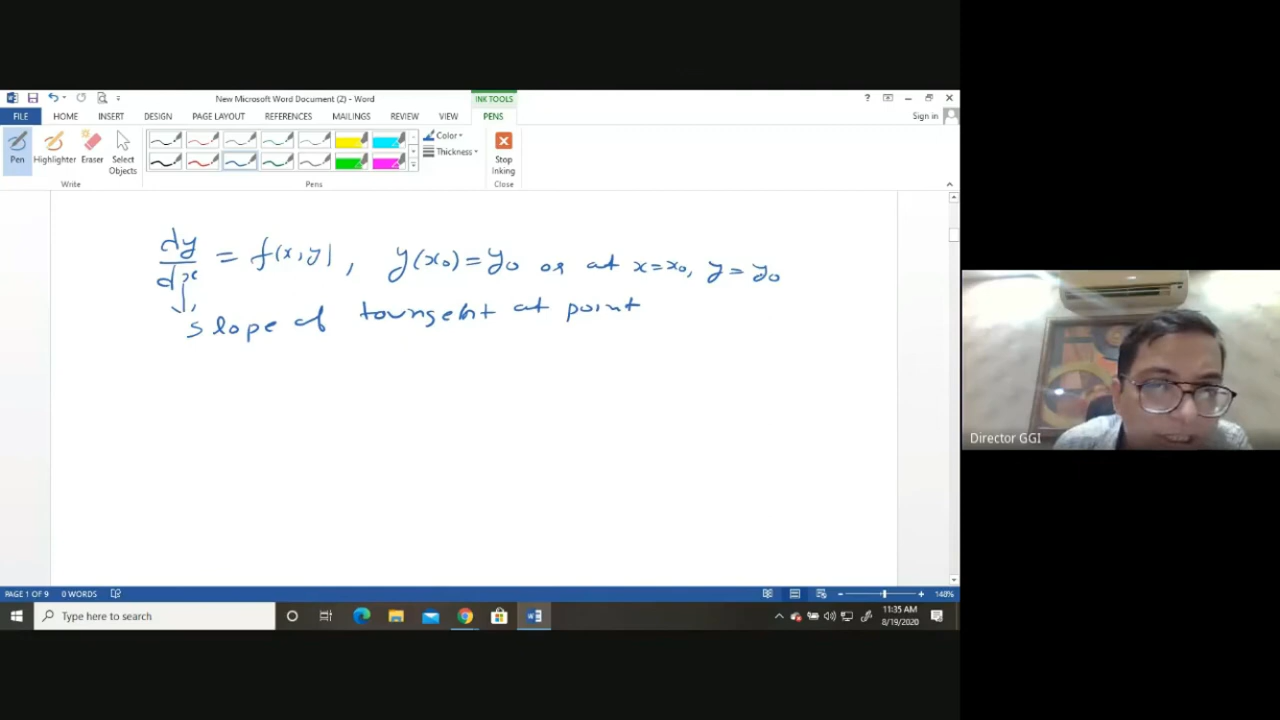 New Microsoft Word Document (2) - Word
INK TOOLS
Sign in
FILE HOME INSERT DESIGN PAGE LAYOUT REFERENCES MAILINGS REVIEW VIEW PENS
Pen Highlighter Eraser Select Objects
Color
Thickness
Stop Inking
Write Pens Close
dy/dx = f(x,y), y(x₀)=y₀ or at x=x₀, y=y₀
slope of toungent at point
Director GGI
PAGE 1 OF 9 0 WORDS 148%
Type here to search
11:35 AM
8/19/2020